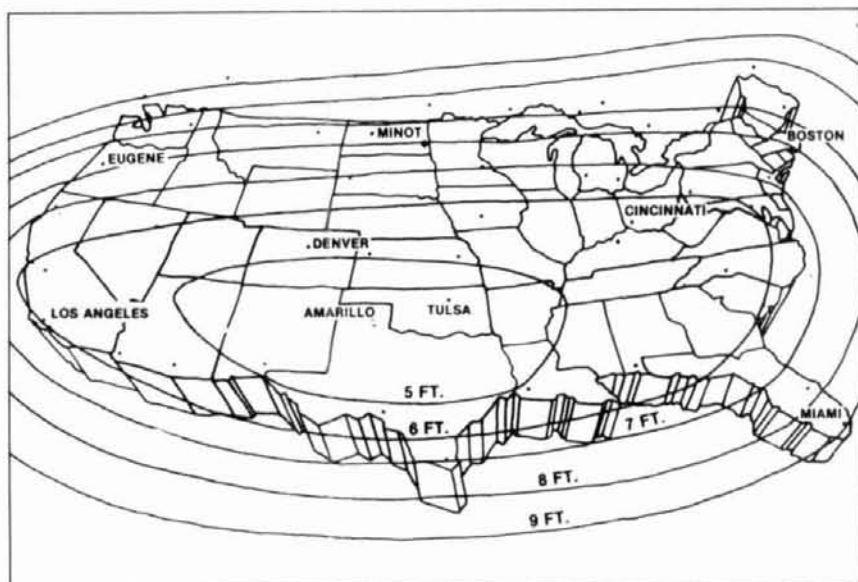 MINOT
BOSTON
EUGENE
CINCINNATI
DENVER
LOS ANGELES
AMARILLO
TULSA
5 FT.
6 FT.
7 FT.
MIAMI
8 FT.
9 FT.